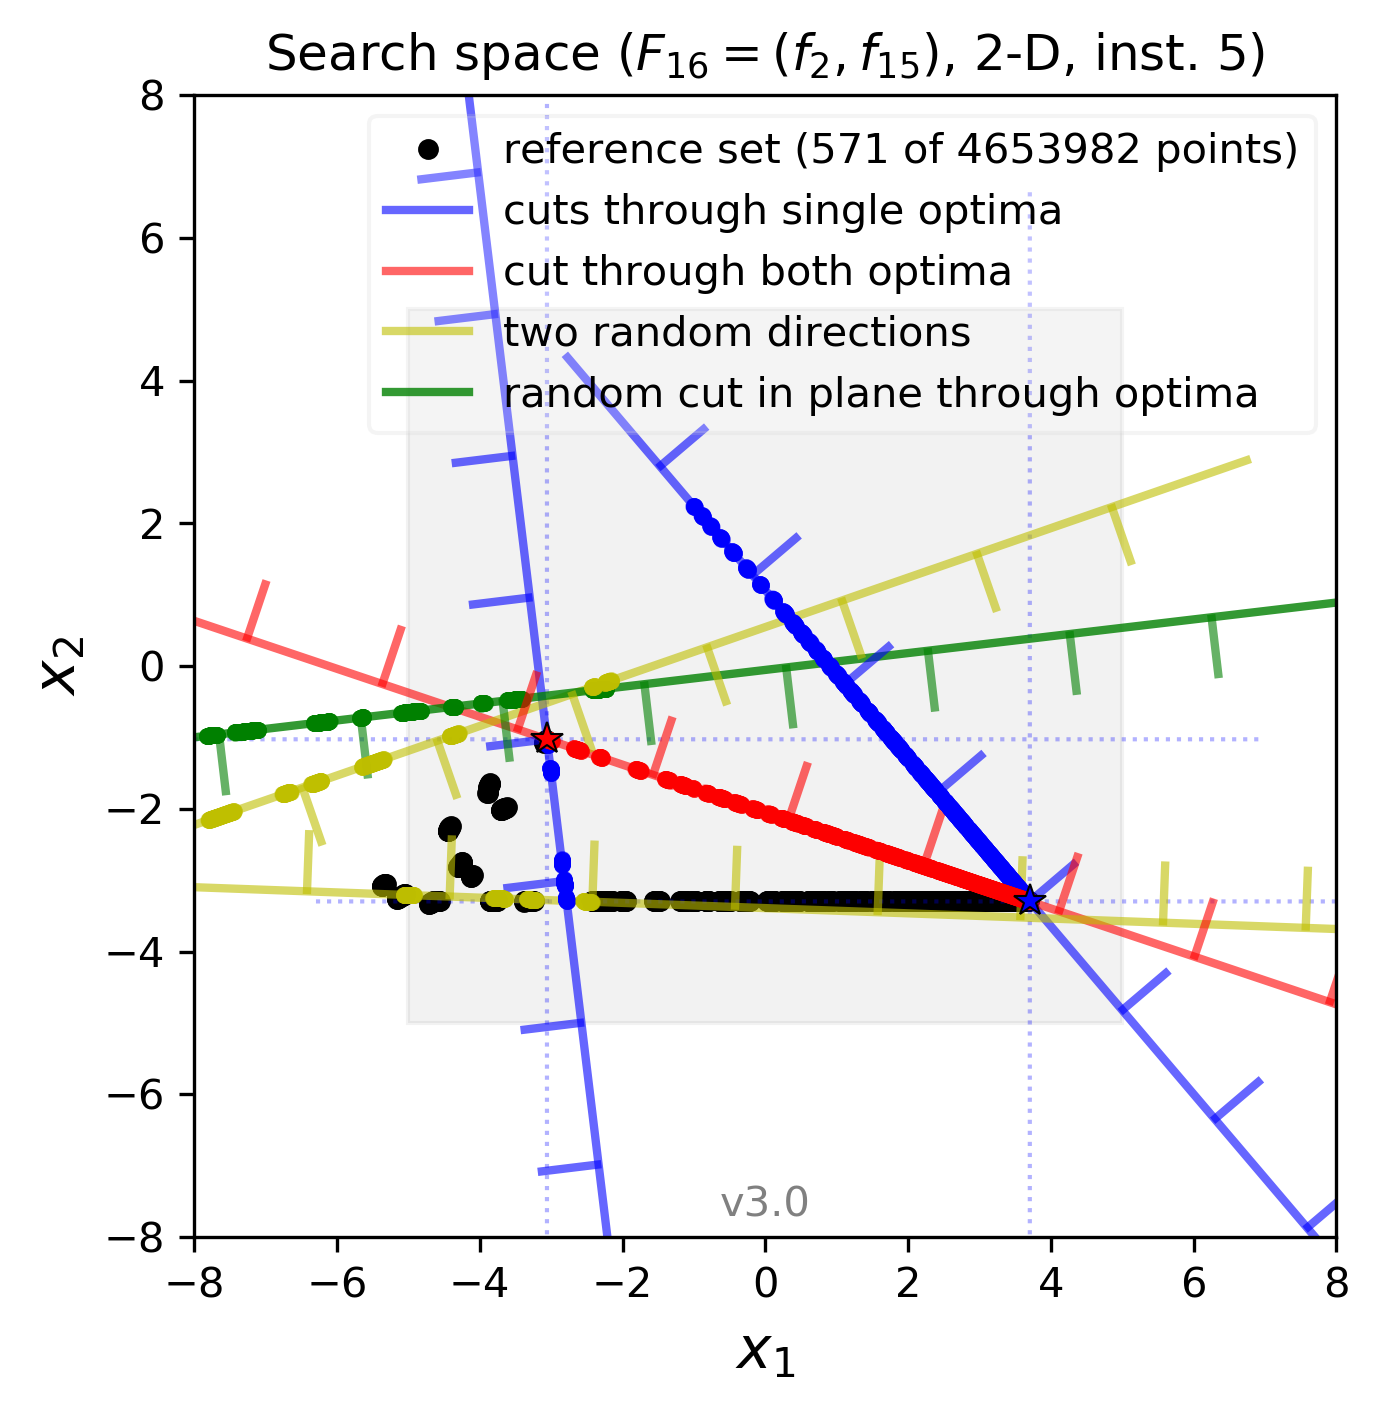 Search space (F₁₆ = (f₂, f₁₅), 2-D, inst. 5)
reference set (571 of 4653982 points)
cuts through single optima
cut through both optima
two random directions
random cut in plane through optima
8
6
4
2
0
−2
−4
−6
−8
x₂
v3.0
−8 −6 −4 −2 0 2 4 6 8
x₁